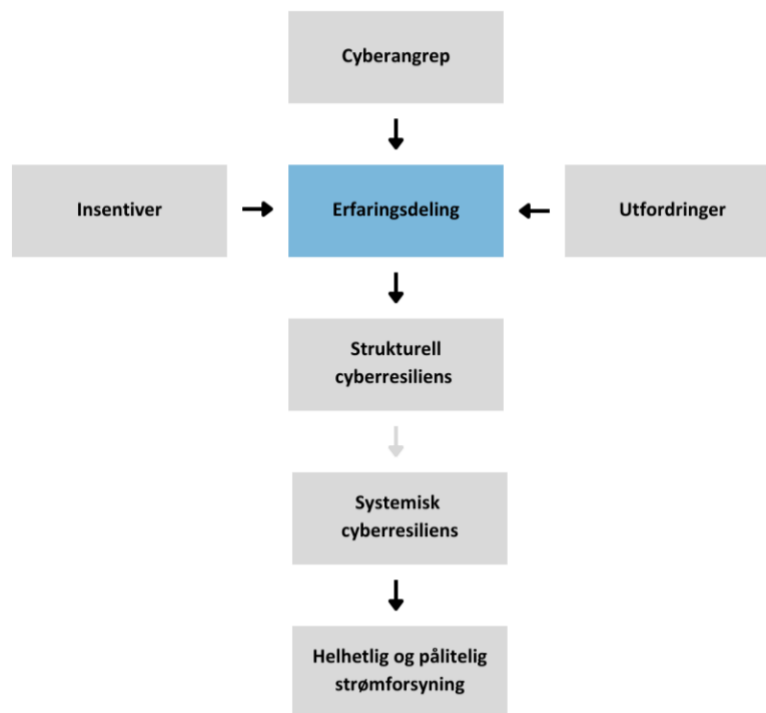 Cyberangrep
Insentiver
Erfaringsdeling
Utfordringer
Strukturell
cyberresiliens
Systemisk
cyberresiliens
Helhetlig og pålitelig
strømforsyning